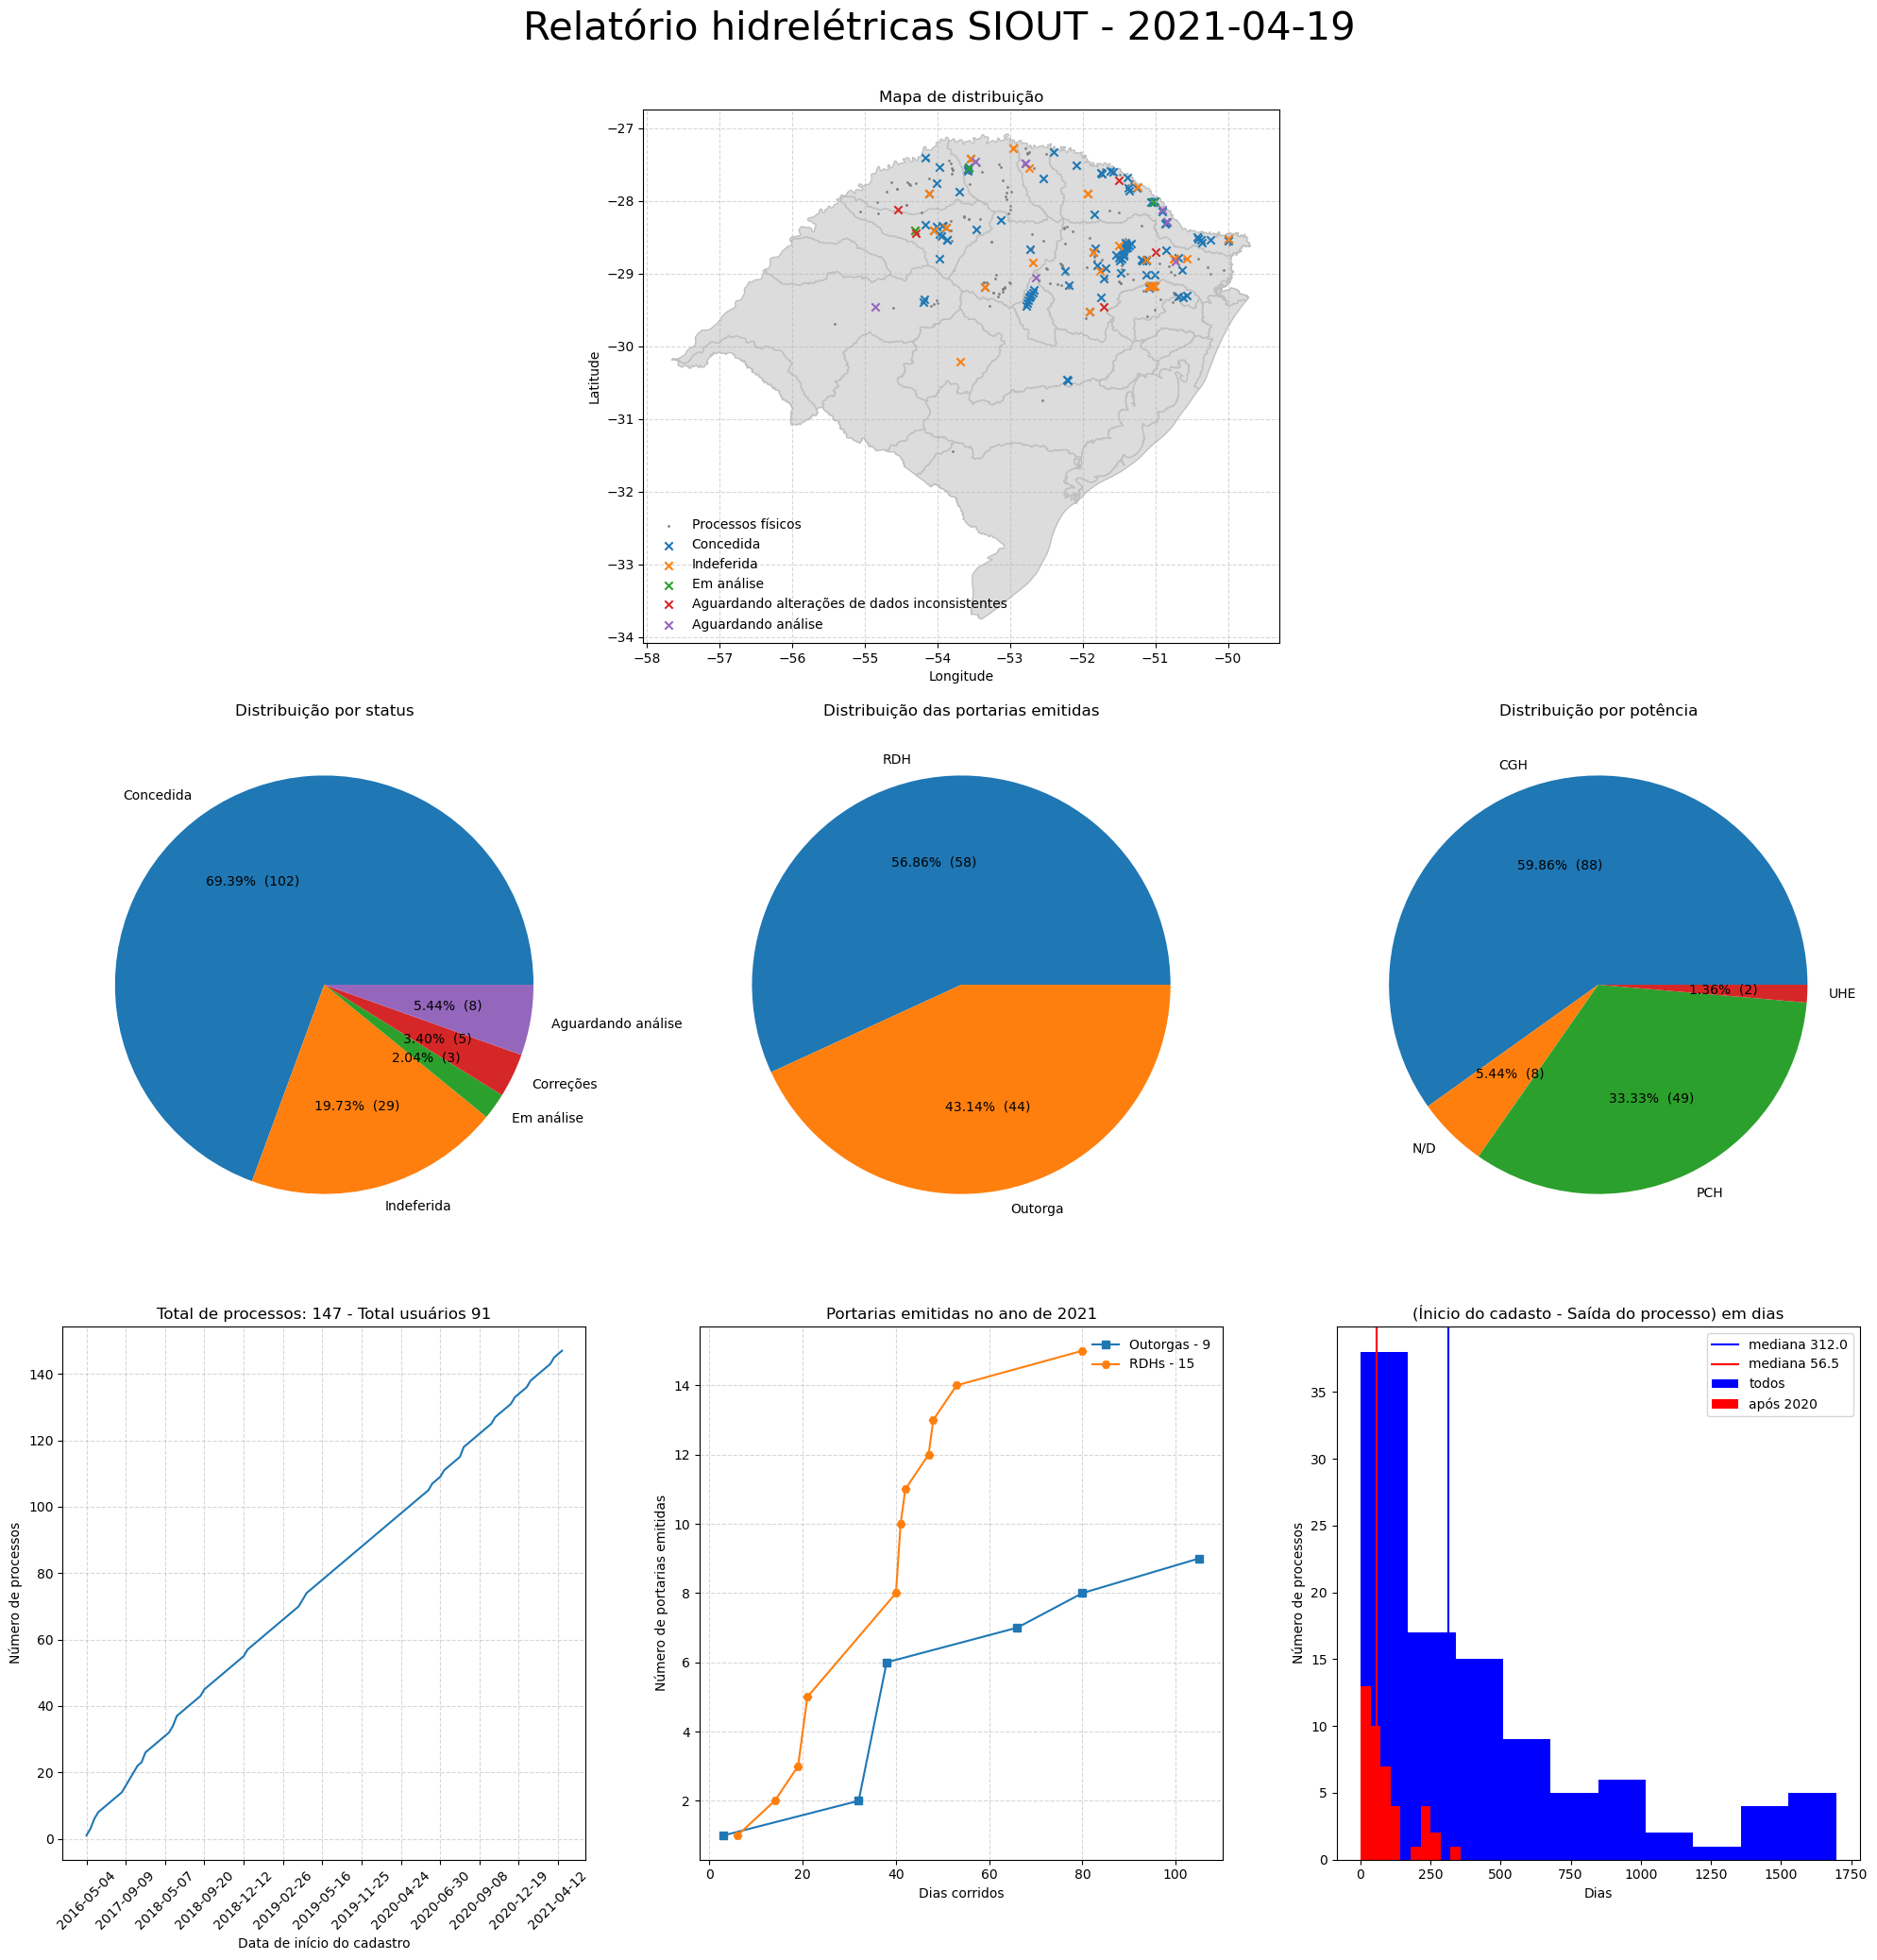 Relatório hidrelétricas SIOUT - 2021-04-19
Mapa de distribuição
−27
−28
−29
−30
−31
−32
−33
−34
Latitude
Processos físicos
Concedida
Indeferida
Em análise
Aguardando alterações de dados inconsistentes
Aguardando análise
−58 −57 −56 −55 −54 −53 −52 −51 −50
Longitude
Distribuição por status
Concedida
69.39% (102)
5.44% (8)
Aguardando análise
3.40% (5)
2.04% (3)
Correções
Em análise
19.73% (29)
Indeferida
Distribuição das portarias emitidas
RDH
56.86% (58)
43.14% (44)
Outorga
Distribuição por potência
CGH
59.86% (88)
1.36% (2)
UHE
5.44% (8)
33.33% (49)
N/D
PCH
Total de processos: 147 - Total usuários 91
140
120
100
80
60
40
20
0
Número de processos
2016-05-04
2017-09-09
2018-05-07
2018-09-20
2018-12-12
2019-02-26
2019-05-16
2019-11-25
2020-04-24
2020-06-30
2020-09-08
2020-12-19
2021-04-12
Data de início do cadastro
Portarias emitidas no ano de 2021
Outorgas - 9
RDHs - 15
14
12
10
8
6
4
2
Número de portarias emitidas
0 20 40 60 80 100
Dias corridos
(Ínicio do cadasto - Saída do processo) em dias
mediana 312.0
mediana 56.5
todos
após 2020
35
30
25
20
15
10
5
0
Número de processos
0 250 500 750 1000 1250 1500 1750
Dias